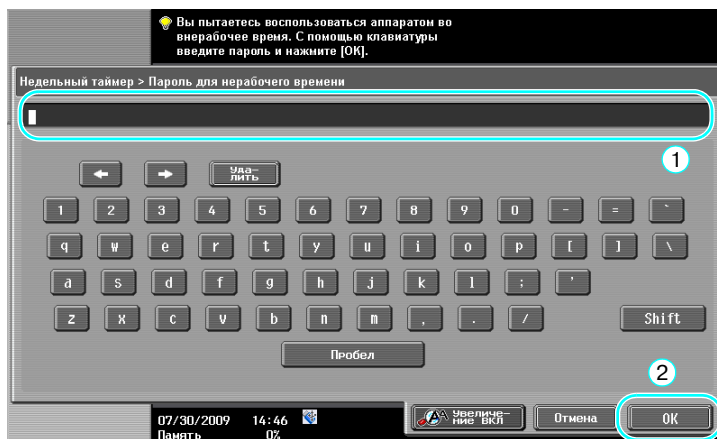 Вы пытаетесь воспользоваться аппаратом во
внерабочее время. С помощью клавиатуры
введите пароль и нажмите [OK].
Недельный таймер > Пароль для нерабочего времени
1
← → Уда-
лить
1 2 3 4 5 6 7 8 9 0 - = `
q w e r t y u i o p [ ] \
a s d f g h j k l ; '
z x c v b n m , . / Shift
Пробел
2
07/30/2009 14:46
Память 0%
Увеличе-
ние ВКЛ
Отмена
OK